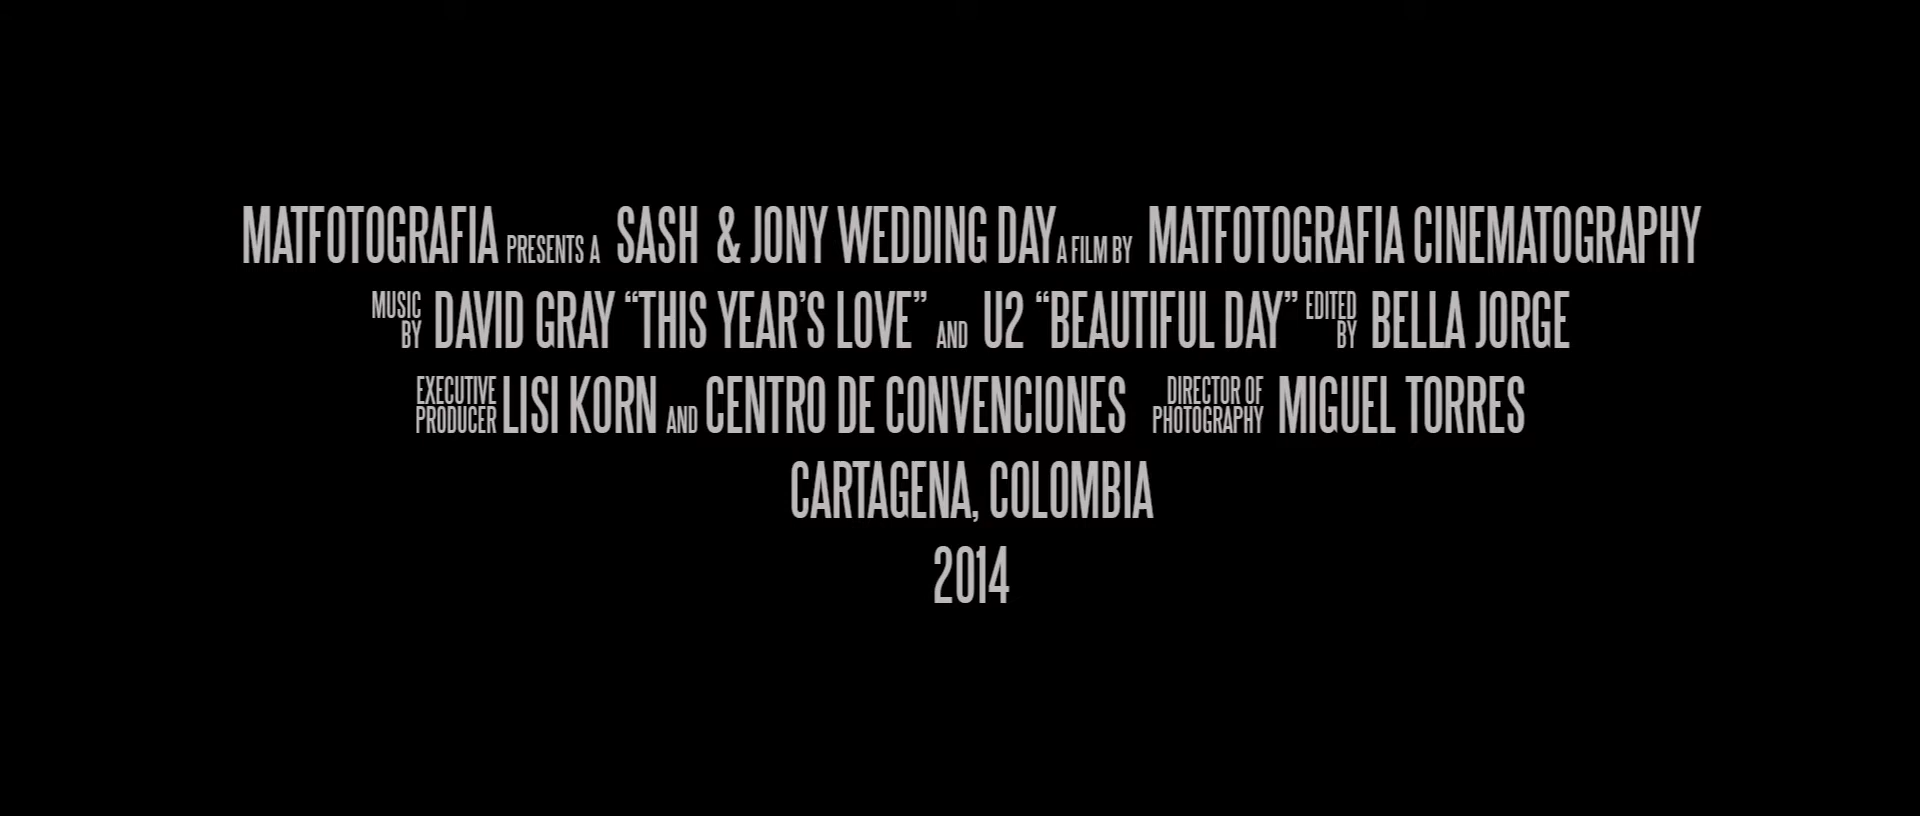 MATFOTOGRAFIA PRESENTS A SASH & JONY WEDDING DAY A FILM BY MATFOTOGRAFIA CINEMATOGRAPHY
MUSIC BY DAVID GRAY “THIS YEAR’S LOVE” AND U2 “BEAUTIFUL DAY” EDITED BY BELLA JORGE
EXECUTIVE PRODUCER LISI KORN AND CENTRO DE CONVENCIONES DIRECTOR OF PHOTOGRAPHY MIGUEL TORRES
CARTAGENA, COLOMBIA
2014